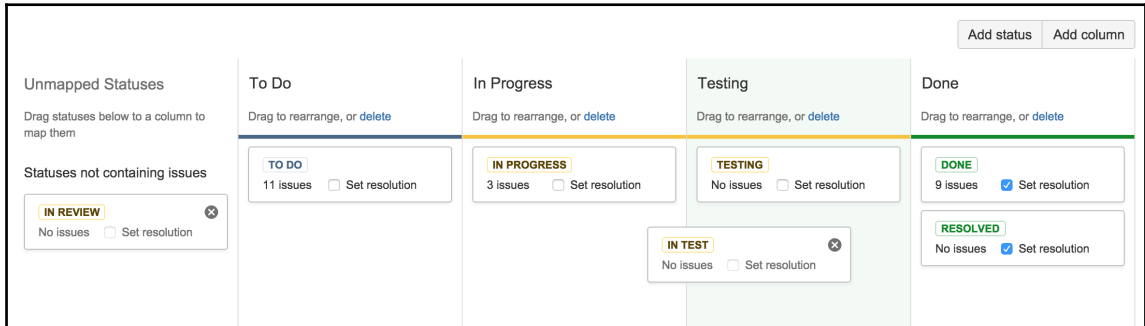 Add status Add column
Unmapped Statuses
Drag statuses below to a column to
map them
Statuses not containing issues
IN REVIEW
No issues Set resolution
To Do
Drag to rearrange, or delete
TO DO
11 issues Set resolution
In Progress
Drag to rearrange, or delete
IN PROGRESS
3 issues Set resolution
Testing
Drag to rearrange, or delete
TESTING
No issues Set resolution
IN TEST
No issues Set resolution
Done
Drag to rearrange, or delete
DONE
9 issues Set resolution
RESOLVED
No issues Set resolution